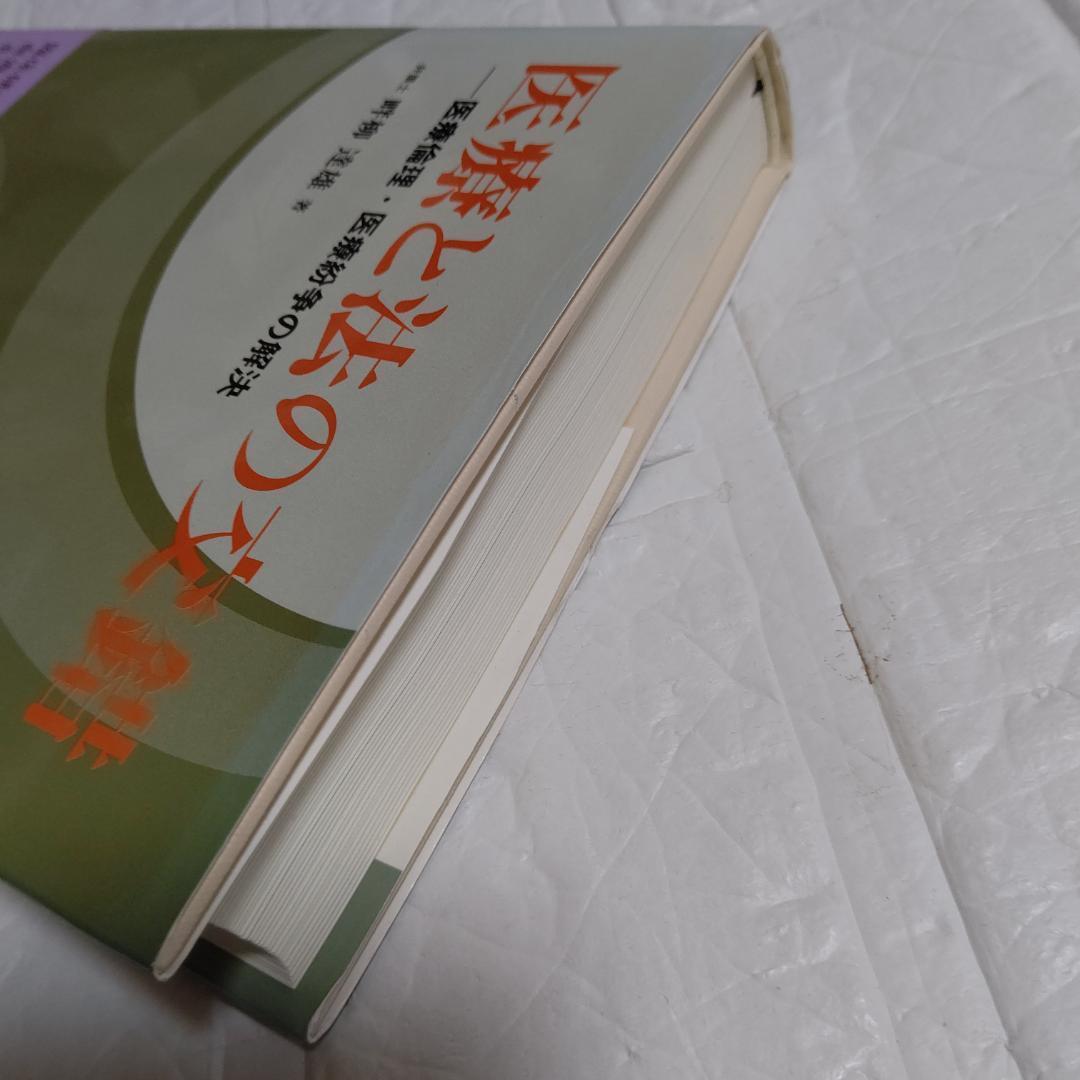 医療と法の交錯
―医療倫理・医療紛争の解決
弁護士 畔柳 達雄 著